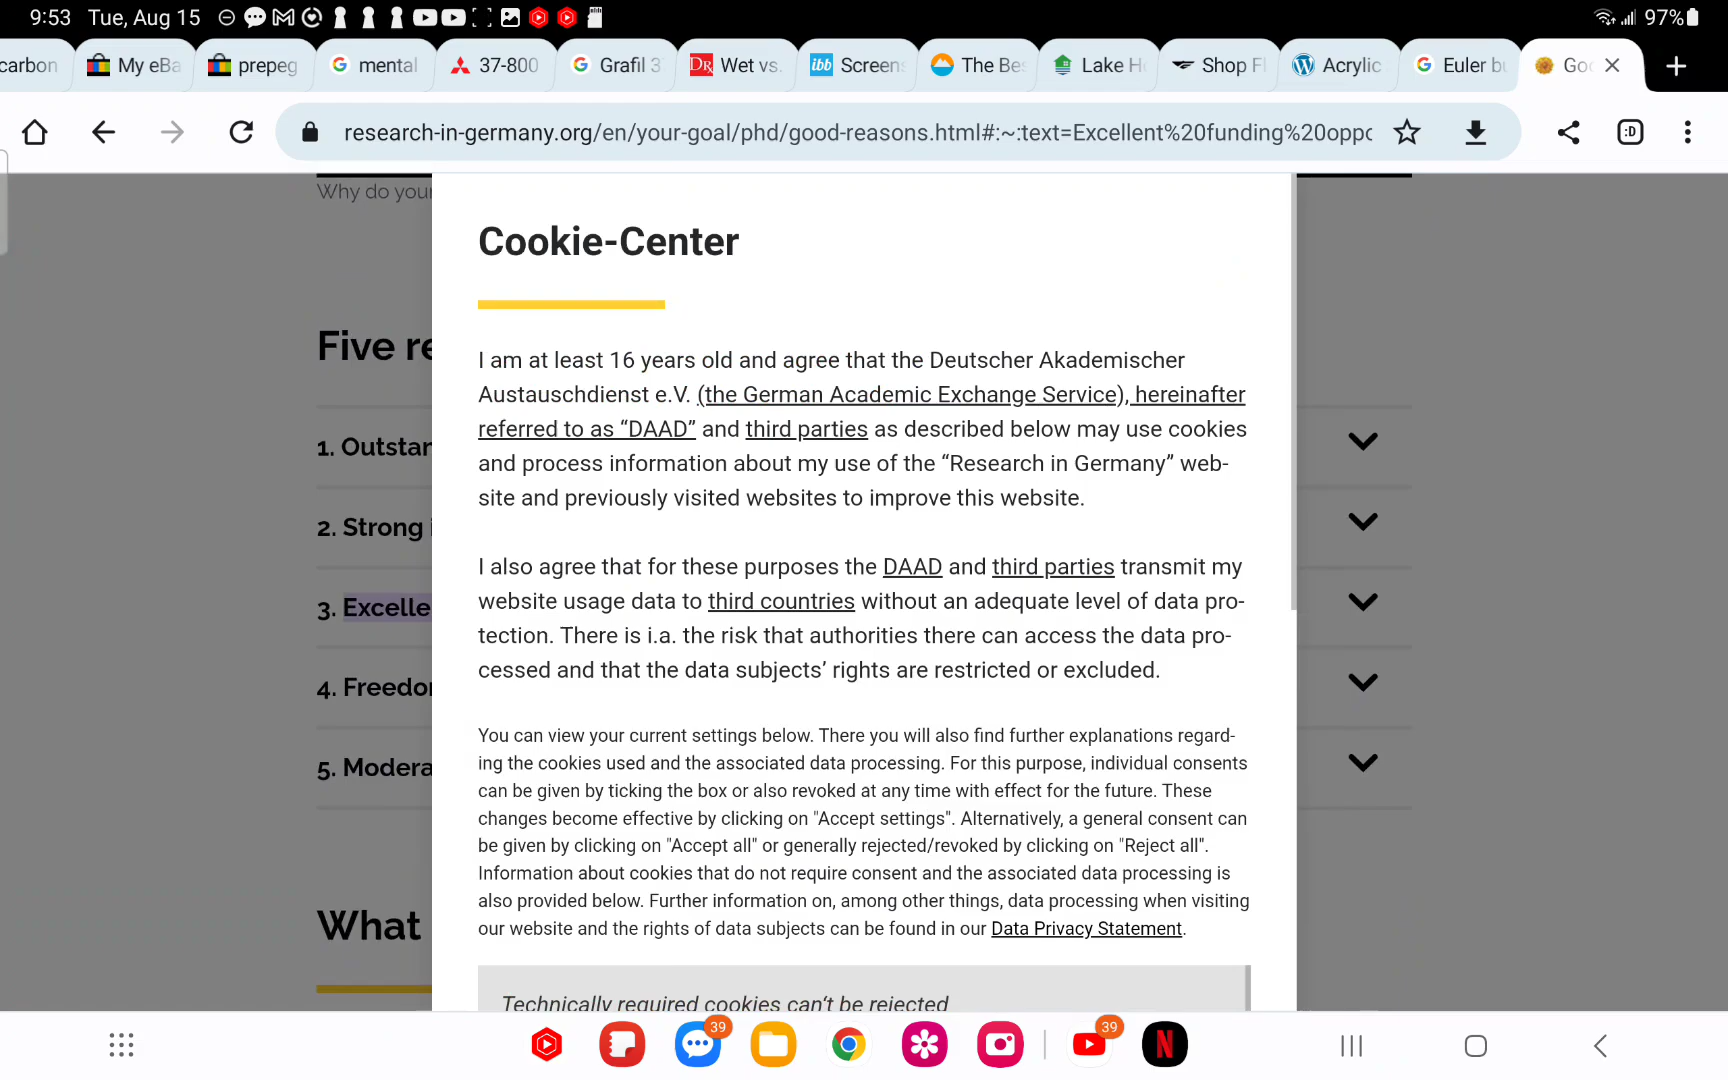 9:53 Tue, Aug 15
97%
carbon
My eBa
prepeg
mental
37-800
Grafil 3
DR Wet vs.
ibb Screens
The Bes
Lake H
Shop Fl
Acrylic
Euler bu
Goo
research-in-germany.org/en/your-goal/phd/good-reasons.html#:~:text=Excellent%20funding%20oppo
:D
Why do your
Cookie-Center
Five re
I am at least 16 years old and agree that the Deutscher Akademischer
Austauschdienst e.V. (the German Academic Exchange Service), hereinafter
referred to as “DAAD” and third parties as described below may use cookies
and process information about my use of the “Research in Germany” web-
site and previously visited websites to improve this website.
1. Outstan
2. Strong i
3. Excelle
4. Freedom
5. Modera
I also agree that for these purposes the DAAD and third parties transmit my
website usage data to third countries without an adequate level of data pro-
tection. There is i.a. the risk that authorities there can access the data pro-
cessed and that the data subjects’ rights are restricted or excluded.
You can view your current settings below. There you will also find further explanations regard-
ing the cookies used and the associated data processing. For this purpose, individual consents
can be given by ticking the box or also revoked at any time with effect for the future. These
changes become effective by clicking on "Accept settings". Alternatively, a general consent can
be given by clicking on "Accept all" or generally rejected/revoked by clicking on "Reject all".
Information about cookies that do not require consent and the associated data processing is
also provided below. Further information on, among other things, data processing when visiting
our website and the rights of data subjects can be found in our Data Privacy Statement.
What
Technically required cookies can’t be rejected
39
39
N